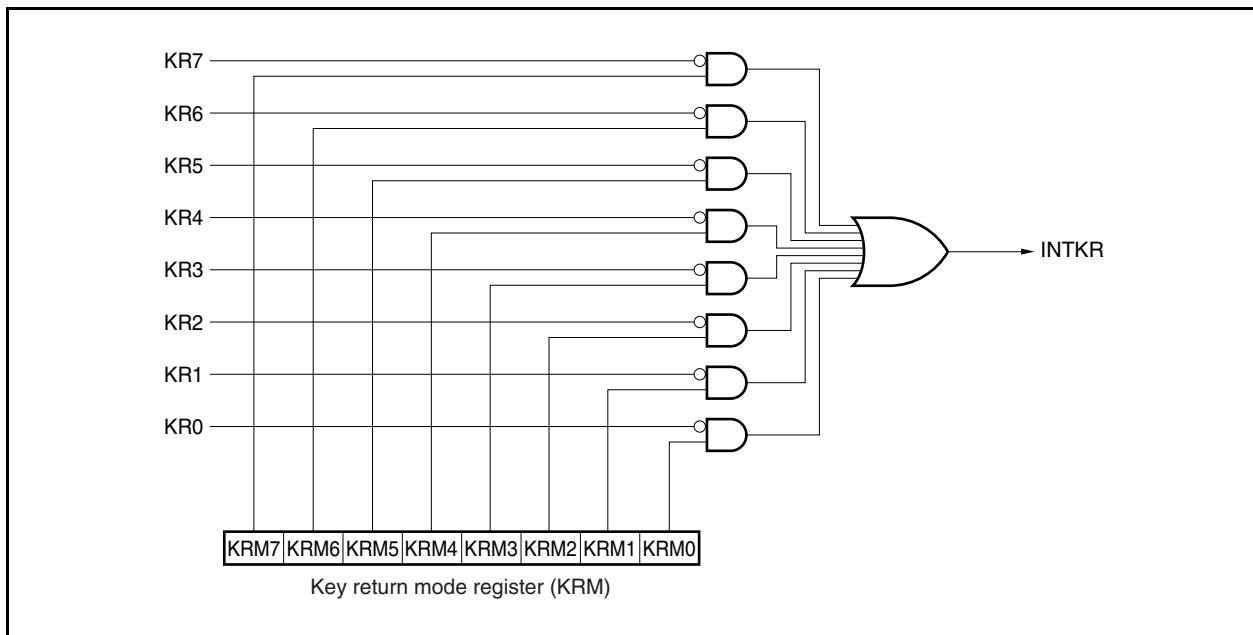 KR7
KR6
KR5
KR4
KR3
KR2
KR1
KR0
INTKR
KRM7 KRM6 KRM5 KRM4 KRM3 KRM2 KRM1 KRM0
Key return mode register (KRM)